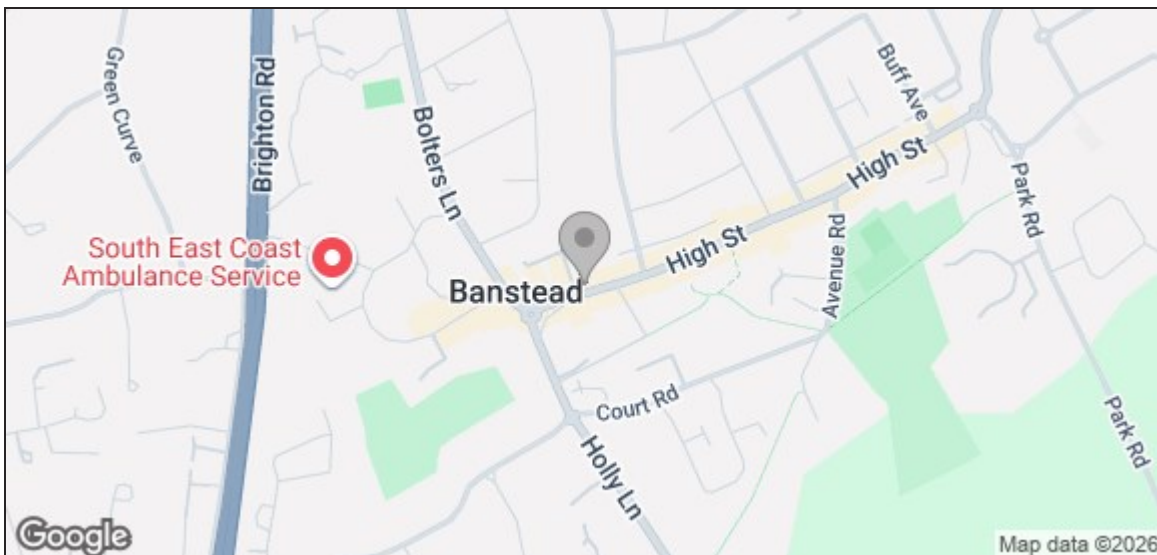 Green Curve
Brighton Rd
Bolters Ln
Buff Ave
High St
Park Rd
South East Coast
Ambulance Service
High St
Avenue Rd
Banstead
Court Rd
Holly Ln
Park Rd
Google
Map data ©2026